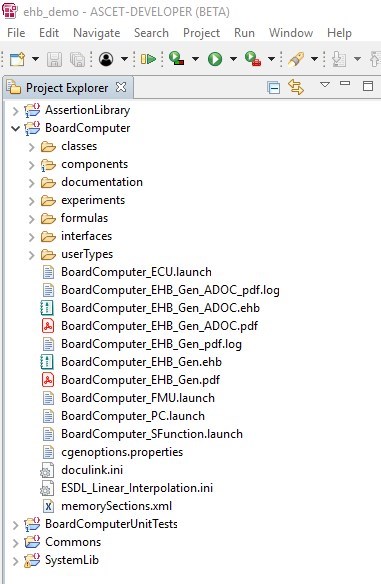 ehb_demo - ASCET-DEVELOPER (BETA)
File Edit Navigate Search Project Run Window Help
Project Explorer
AssertionLibrary
BoardComputer
classes
components
documentation
experiments
formulas
interfaces
userTypes
BoardComputer_ECU.launch
BoardComputer_EHB_Gen_ADOC_pdf.log
BoardComputer_EHB_Gen_ADOC.ehb
BoardComputer_EHB_Gen_ADOC.pdf
BoardComputer_EHB_Gen_pdf.log
BoardComputer_EHB_Gen.ehb
BoardComputer_EHB_Gen.pdf
BoardComputer_FMU.launch
BoardComputer_PC.launch
BoardComputer_SFunction.launch
cgenoptions.properties
doculink.ini
ESDL_Linear_Interpolation.ini
memorySections.xml
BoardComputerUnitTests
Commons
SystemLib